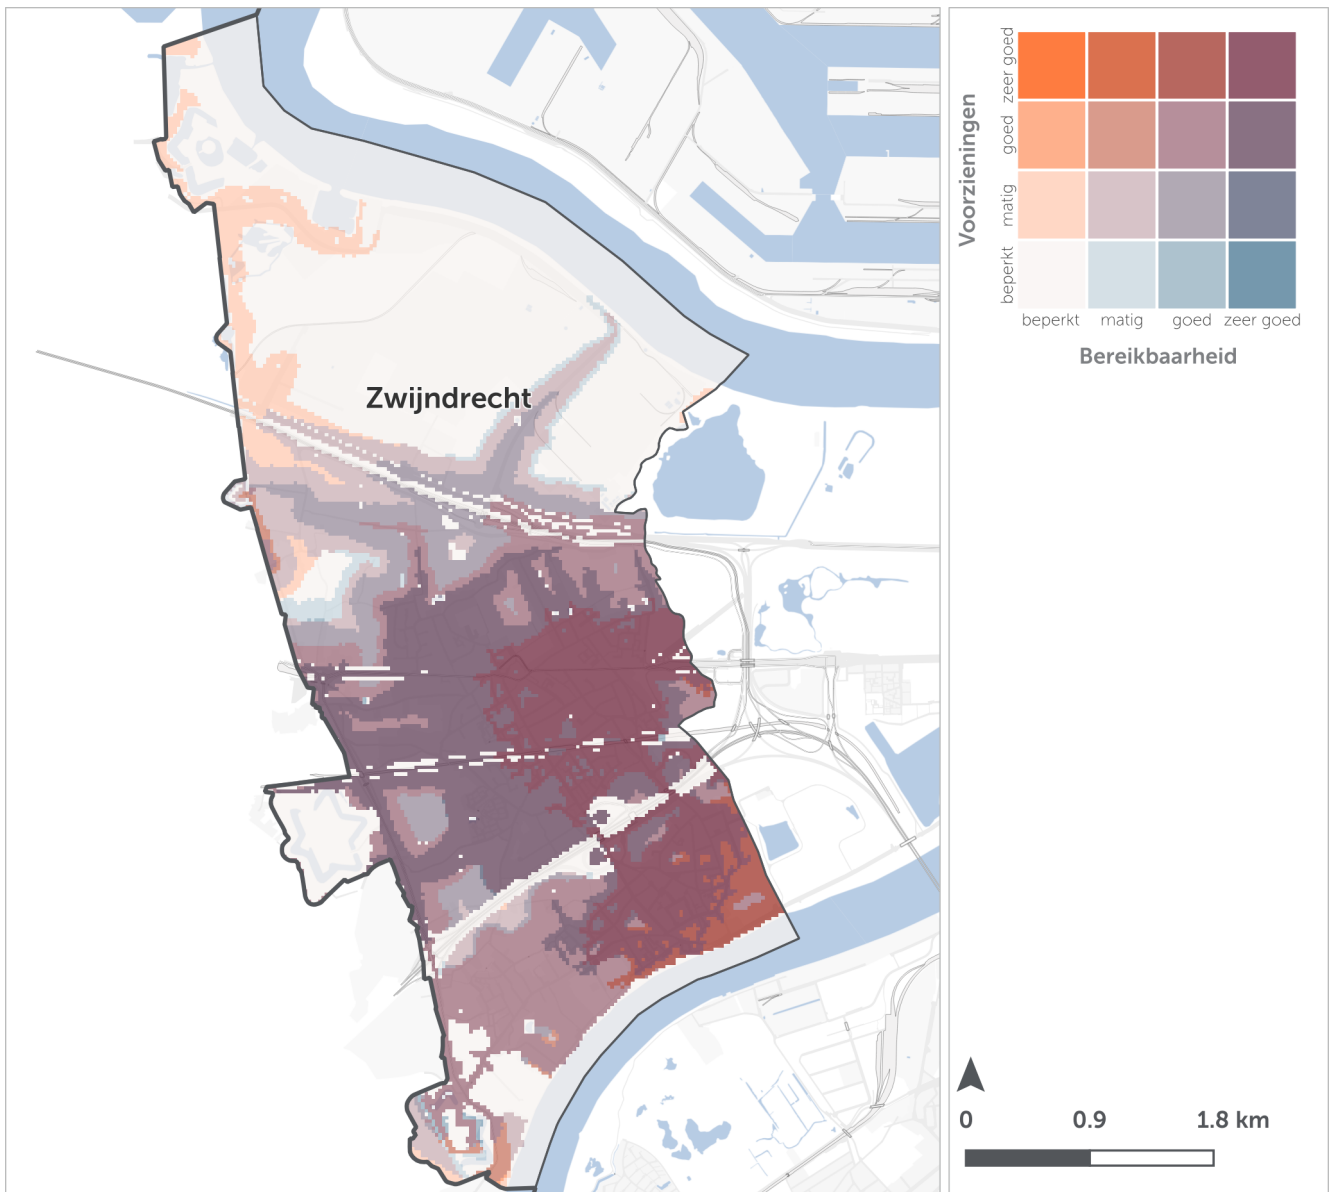 Zwijndrecht
Voorzieningen
zeer goed
goed
matig
beperkt
beperkt matig goed zeer goed
Bereikbaarheid
0 0.9 1.8 km